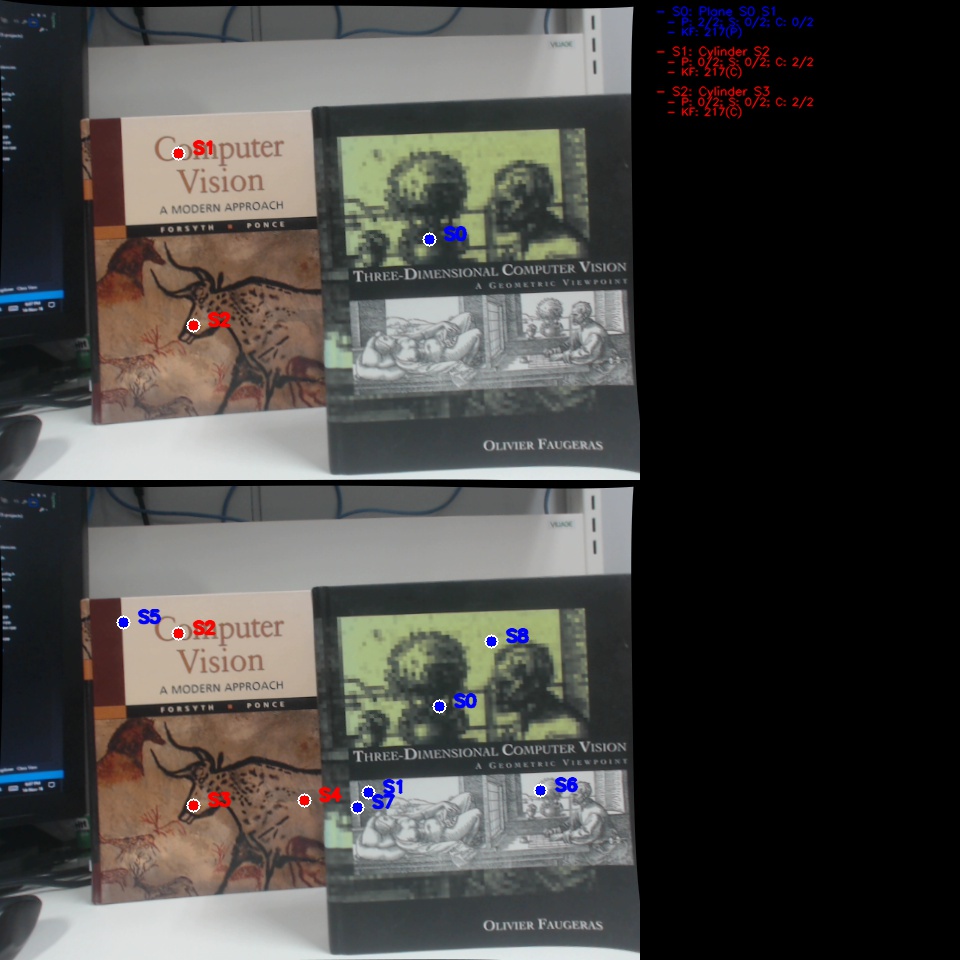 - S0: Plane S0 S1
- P: 2/2; S: 0/2; C: 0/2
- KF: 217(P)
- S1: Cylinder S2
- P: 0/2; S: 0/2; C: 2/2
- KF: 217(C)
- S2: Cylinder S3
- P: 0/2; S: 0/2; C: 2/2
- KF: 217(C)
Computer
Vision
A MODERN APPROACH
FORSYTH PONCE
S1
S2
S0
THREE-DIMENSIONAL COMPUTER VISION
A GEOMETRIC VIEWPOINT
OLIVIER FAUGERAS
S5
S2
Computer
Vision
A MODERN APPROACH
FORSYTH PONCE
S3
S4
S8
S0
THREE-DIMENSIONAL COMPUTER VISION
A GEOMETRIC VIEWPOINT
S1
S7
S6
OLIVIER FAUGERAS